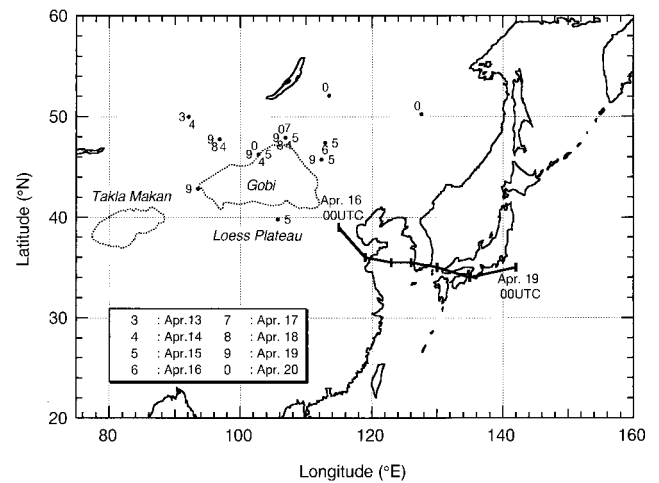 60
50
40
30
20
Latitude (°N)
80
100
120
140
160
Longitude (°E)
0
0
3
4
9
8 4
0 7
9 5
8 4
0
9 5
4
5
6
9 5
9
Gobi
Takla Makan
5
Loess Plateau
Apr. 16
00UTC
Apr. 19
00UTC
3 : Apr.13 7 : Apr. 17
4 : Apr.14 8 : Apr. 18
5 : Apr.15 9 : Apr. 19
6 : Apr.16 0 : Apr. 20